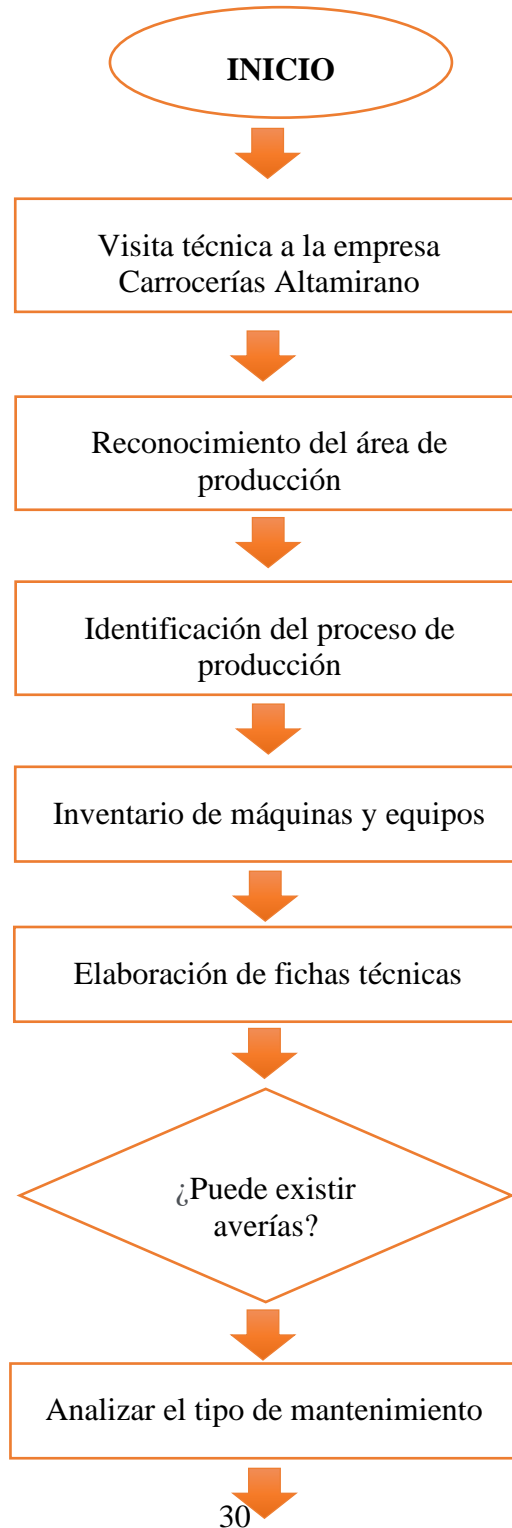 INICIO
Visita técnica a la empresa
Carrocerías Altamirano
Reconocimiento del área de
producción
Identificación del proceso de
producción
Inventario de máquinas y equipos
Elaboración de fichas técnicas
¿Puede existir
averías?
Analizar el tipo de mantenimiento
30